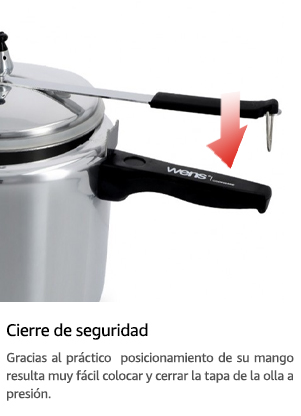 wens
Cierre de seguridad
Gracias al práctico posicionamiento de su mango
resulta muy fácil colocar y cerrar la tapa de la olla a
presión.